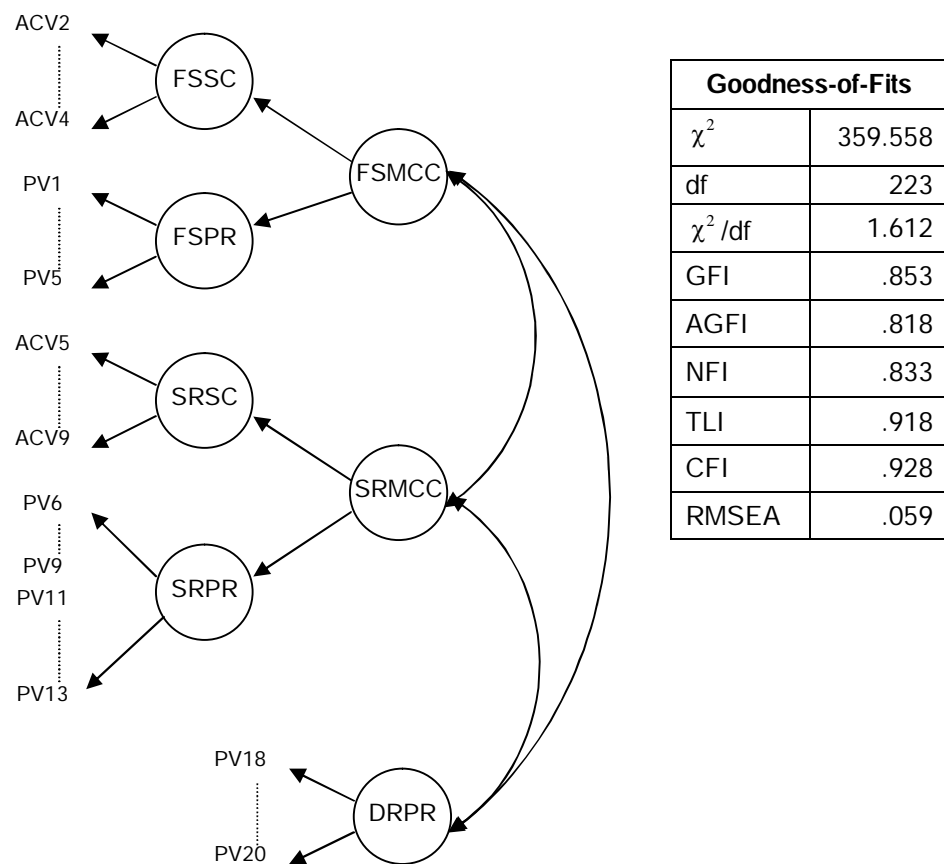 ACV2
FSSC
ACV4
FSMCC
PV1
FSPR
PV5
ACV5
SRSC
ACV9
SRMCC
PV6
PV9
SRPR
PV11
PV13
PV18
DRPR
PV20
Goodness-of-Fits
χ² 359.558
df 223
χ² /df 1.612
GFI .853
AGFI .818
NFI .833
TLI .918
CFI .928
RMSEA .059